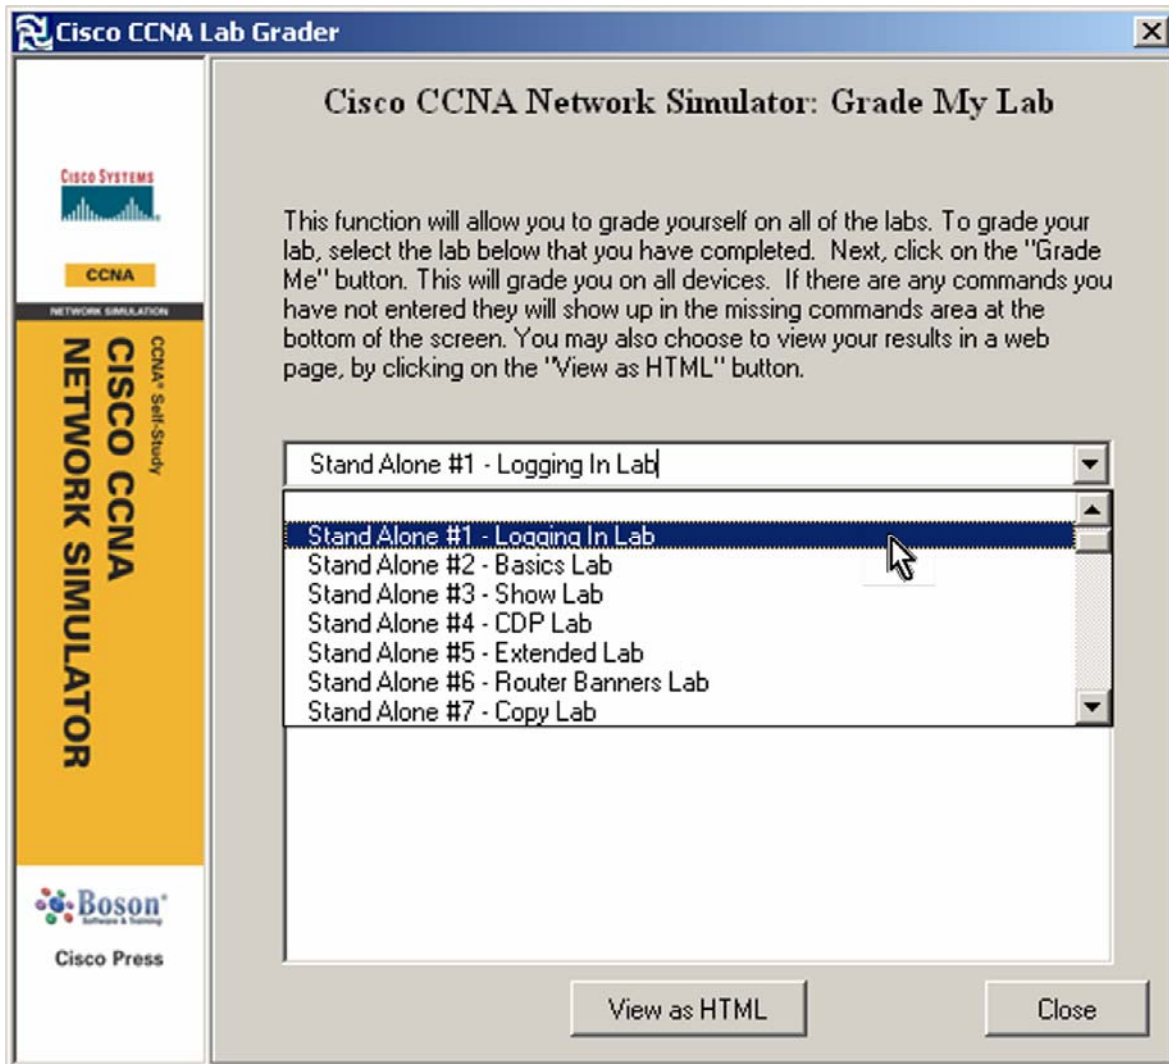 Cisco CCNA Lab Grader
Cisco CCNA Network Simulator: Grade My Lab
CISCO SYSTEMS
CCNA
NETWORK SIMULATION
CCNA® Self-Study
CISCO CCNA
NETWORK SIMULATOR
Boson®
Software & Training
Cisco Press
This function will allow you to grade yourself on all of the labs. To grade your
lab, select the lab below that you have completed.  Next, click on the "Grade
Me" button. This will grade you on all devices.  If there are any commands you
have not entered they will show up in the missing commands area at the
bottom of the screen. You may also choose to view your results in a web
page, by clicking on the "View as HTML" button.
Stand Alone #1 - Logging In Lab
Stand Alone #1 - Logging In Lab
Stand Alone #2 - Basics Lab
Stand Alone #3 - Show Lab
Stand Alone #4 - CDP Lab
Stand Alone #5 - Extended Lab
Stand Alone #6 - Router Banners Lab
Stand Alone #7 - Copy Lab
View as HTML
Close